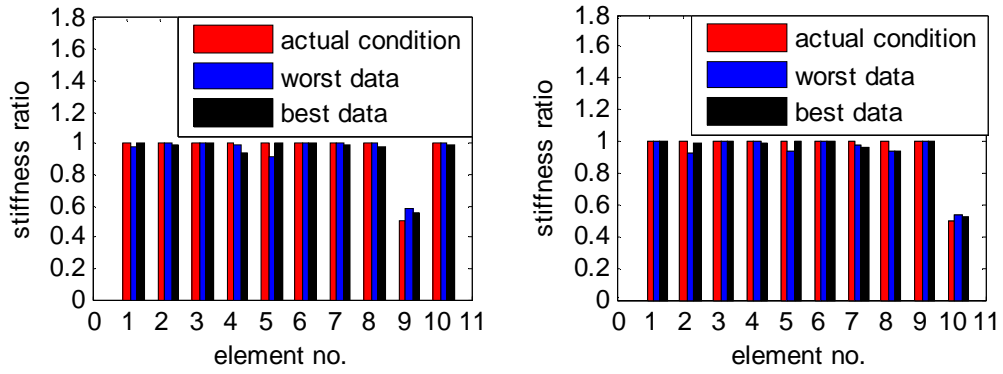 1.8
1.6
1.4
1.2
1
0.8
0.6
0.4
0.2
0
stiffness ratio
actual condition
worst data
best data
0 1 2 3 4 5 6 7 8 9 10 11
element no.
1.8
1.6
1.4
1.2
1
0.8
0.6
0.4
0.2
0
stiffness ratio
actual condition
worst data
best data
0 1 2 3 4 5 6 7 8 9 10 11
element no.